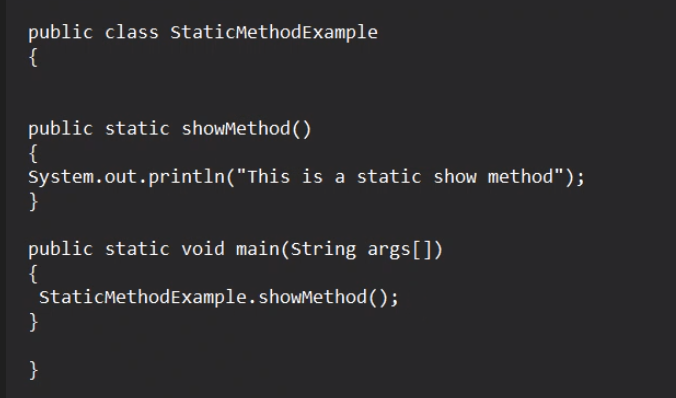 public class StaticMethodExample
{
public static showMethod()
{
System.out.println("This is a static show method");
}
public static void main(String args[])
{
StaticMethodExample.showMethod();
}
}